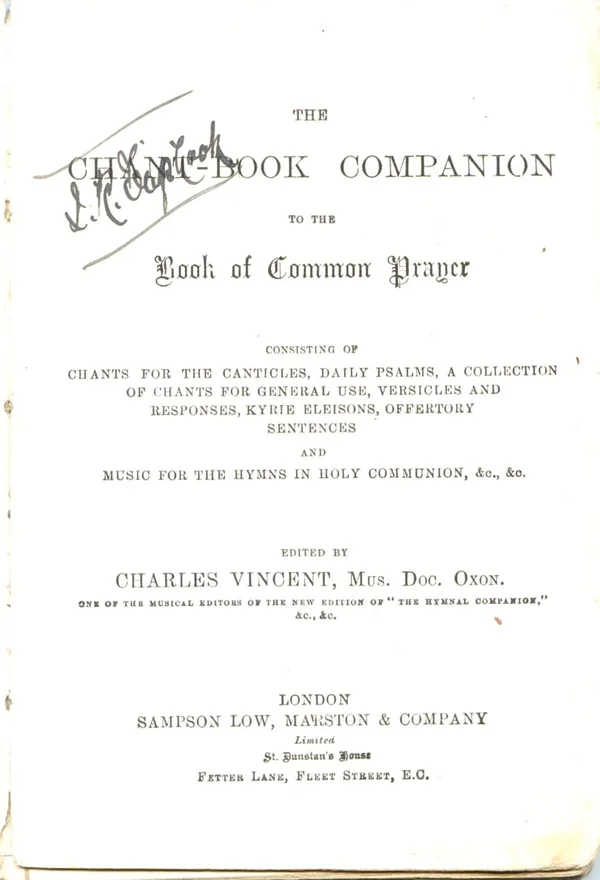 THE
CHANT-BOOK COMPANION
TO THE
Book of Common Prayer
CONSISTING OF
CHANTS FOR THE CANTICLES, DAILY PSALMS, A COLLECTION
OF CHANTS FOR GENERAL USE, VERSICLES AND
RESPONSES, KYRIE ELEISONS, OFFERTORY
SENTENCES
AND
MUSIC FOR THE HYMNS IN HOLY COMMUNION, &c., &c.
EDITED BY
CHARLES VINCENT, Mus. Doc. Oxon.
ONE OF THE MUSICAL EDITORS OF THE NEW EDITION OF "THE HYMNAL COMPANION,"
&c., &c.
LONDON
SAMPSON LOW, MARSTON & COMPANY
Limited
St. Dunstan's House
Fetter Lane, Fleet Street, E.C.